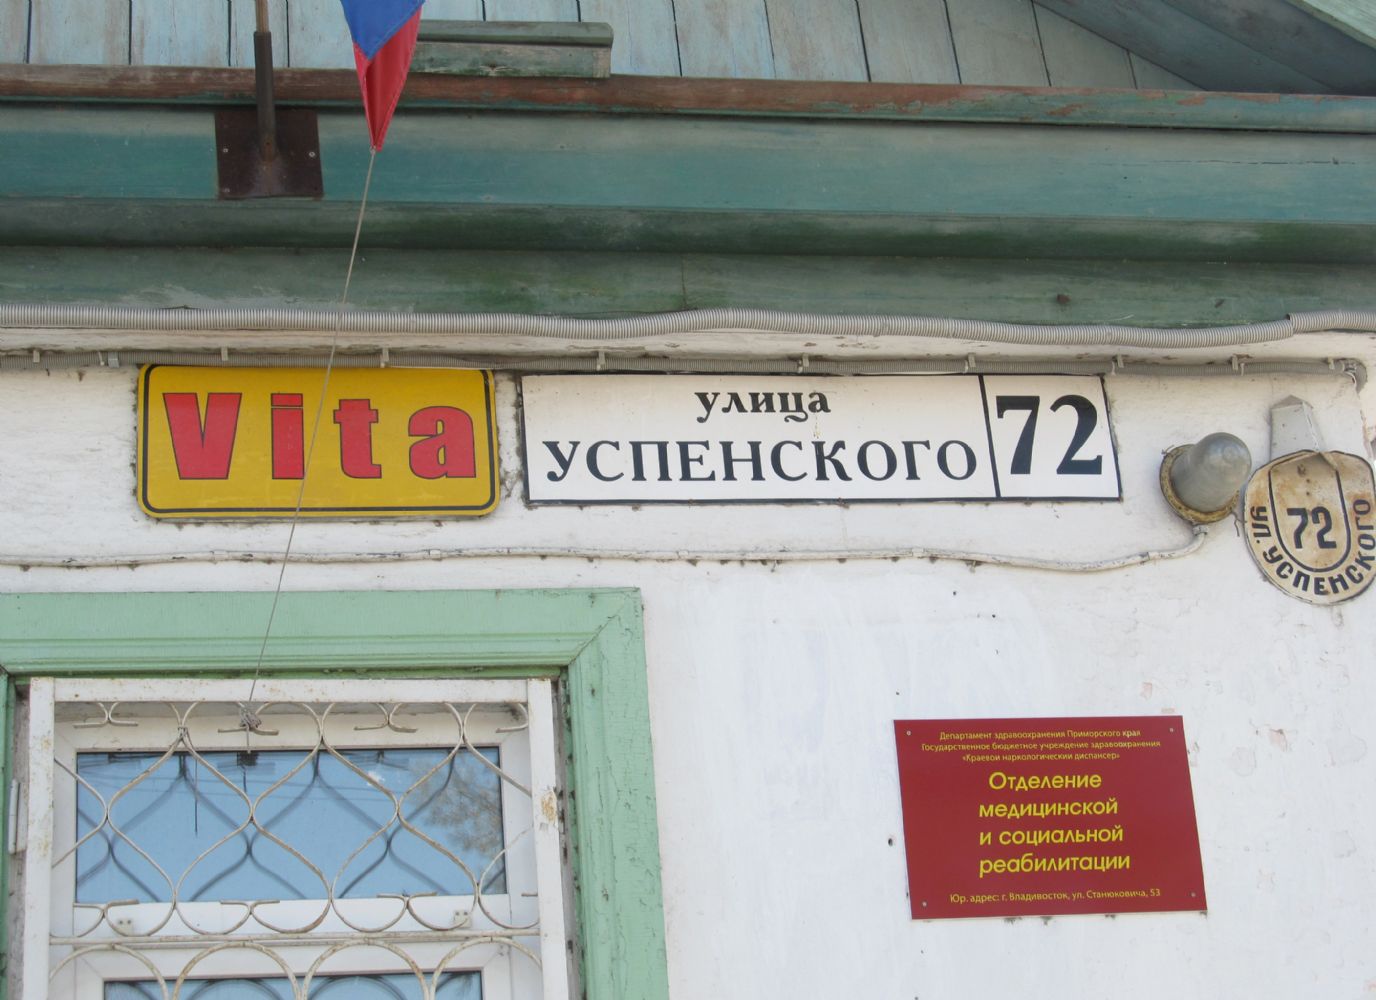 Vita
улица
УСПЕНСКОГО
72
72
УЛ. УСПЕНСКОГО
Департамент здравоохранения Приморского края
Государственное бюджетное учреждение здравоохранения
«Краевой наркологический диспансер»
Отделение
медицинской
и социальной
реабилитации
Юр. адрес: г. Владивосток, ул. Станюковича, 53